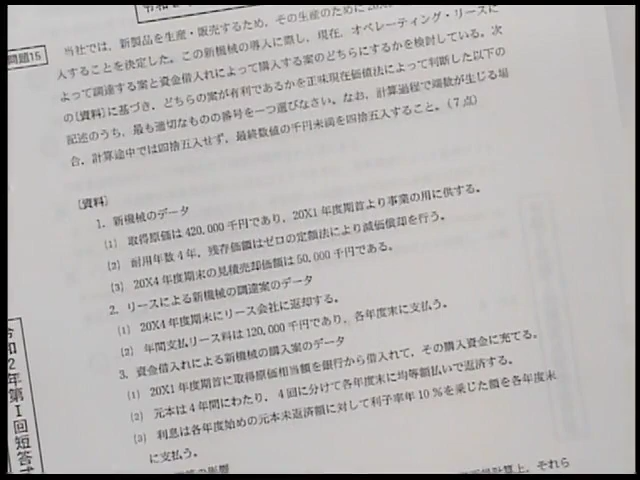 問題15
当社では、新製品を生産・販売するため、その生産のために20X
入することを決定した。この新機械の導入に際し、現在、オペレーティング・リースに
よって調達する案と資金借入れによって購入する案のどちらにするかを検討している。次
の〔資料〕に基づき、どちらの案が有利であるかを正味現在価値法によって判断した以下の
記述のうち、最も適切なものの番号を一つ選びなさい。なお、計算過程で端数が生じる場
合、計算途中では四捨五入せず、最終数値の千円未満を四捨五入すること。(7点)
〔資料〕
1. 新機械のデータ
(1) 取得原価は420,000千円であり、20X1年度期首より事業の用に供する。
(2) 耐用年数4年、残存価額はゼロの定額法により減価償却を行う。
(3) 20X4年度期末の見積売却価額は50,000千円である。
2. リースによる新機械の調達案のデータ
(1) 20X4年度期末にリース会社に返却する。
(2) 年間支払リース料は120,000千円であり、各年度末に支払う。
3. 資金借入れによる新機械の購入案のデータ
(1) 20X1年度期首に取得原価相当額を銀行から借入れて、その購入資金に充てる。
(2) 元本は4年間にわたり、4回に分けて各年度末に均等額払いで返済する。
(3) 利息は各年度始めの元本未返済額に対して利子率年10%を乗じた額を各年度末
に支払う。
の影響
計算上、それら
令和2年第Ⅰ回短答式